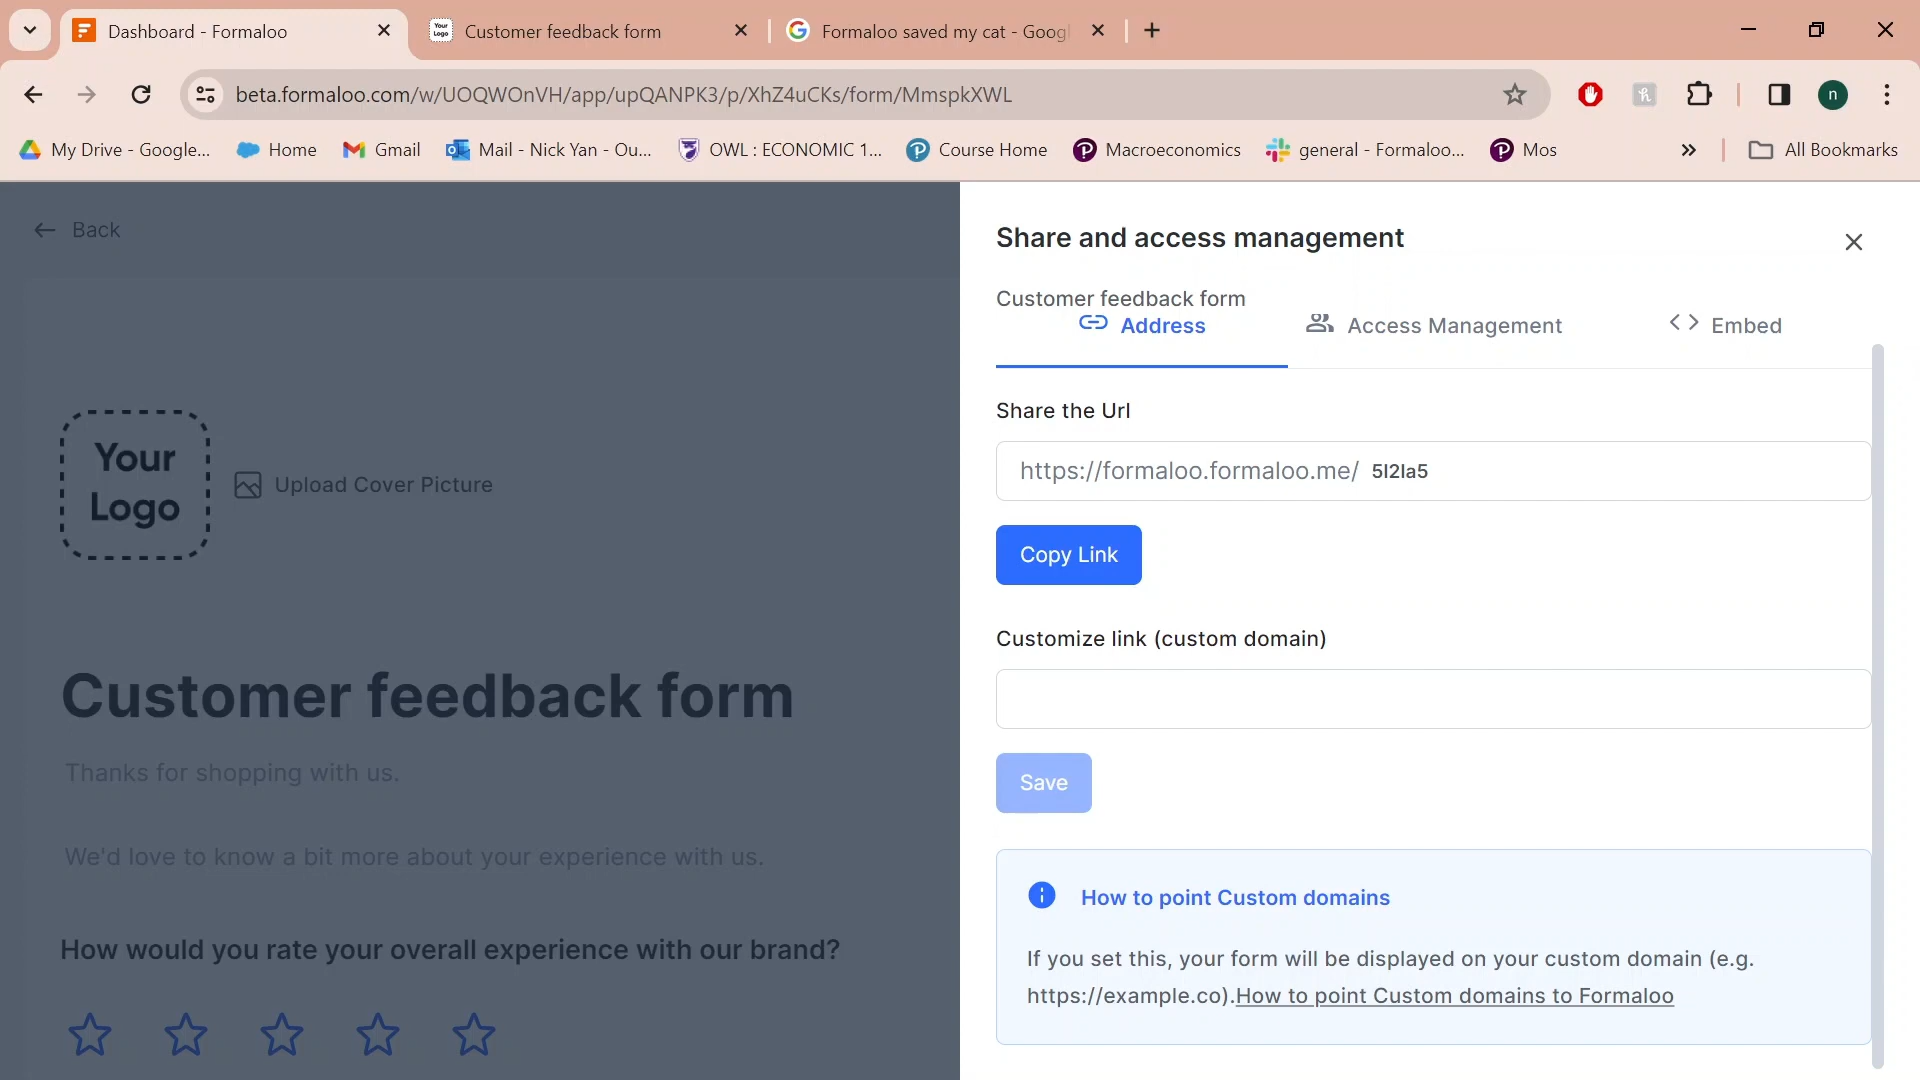 Dashboard - Formaloo
Your Logo
Customer feedback form
Formaloo saved my cat - Goog
beta.formaloo.com/w/UOQWOnVH/app/upQANPK3/p/XhZ4uCKs/form/MmspkXWL
n
My Drive - Google...
Home
Gmail
Mail - Nick Yan - Ou...
OWL : ECONOMIC 1...
Course Home
Macroeconomics
general - Formaloo...
Mos
All Bookmarks
Back
Share and access management
Customer feedback form
Address
Access Management
Embed
Share the Url
https://formaloo.formaloo.me/ 5l2la5
Copy Link
Customize link (custom domain)
Save
How to point Custom domains
If you set this, your form will be displayed on your custom domain (e.g.
https://example.co).How to point Custom domains to Formaloo
Your
Logo
Upload Cover Picture
Customer feedback form
Thanks for shopping with us.
We'd love to know a bit more about your experience with us.
How would you rate your overall experience with our brand?